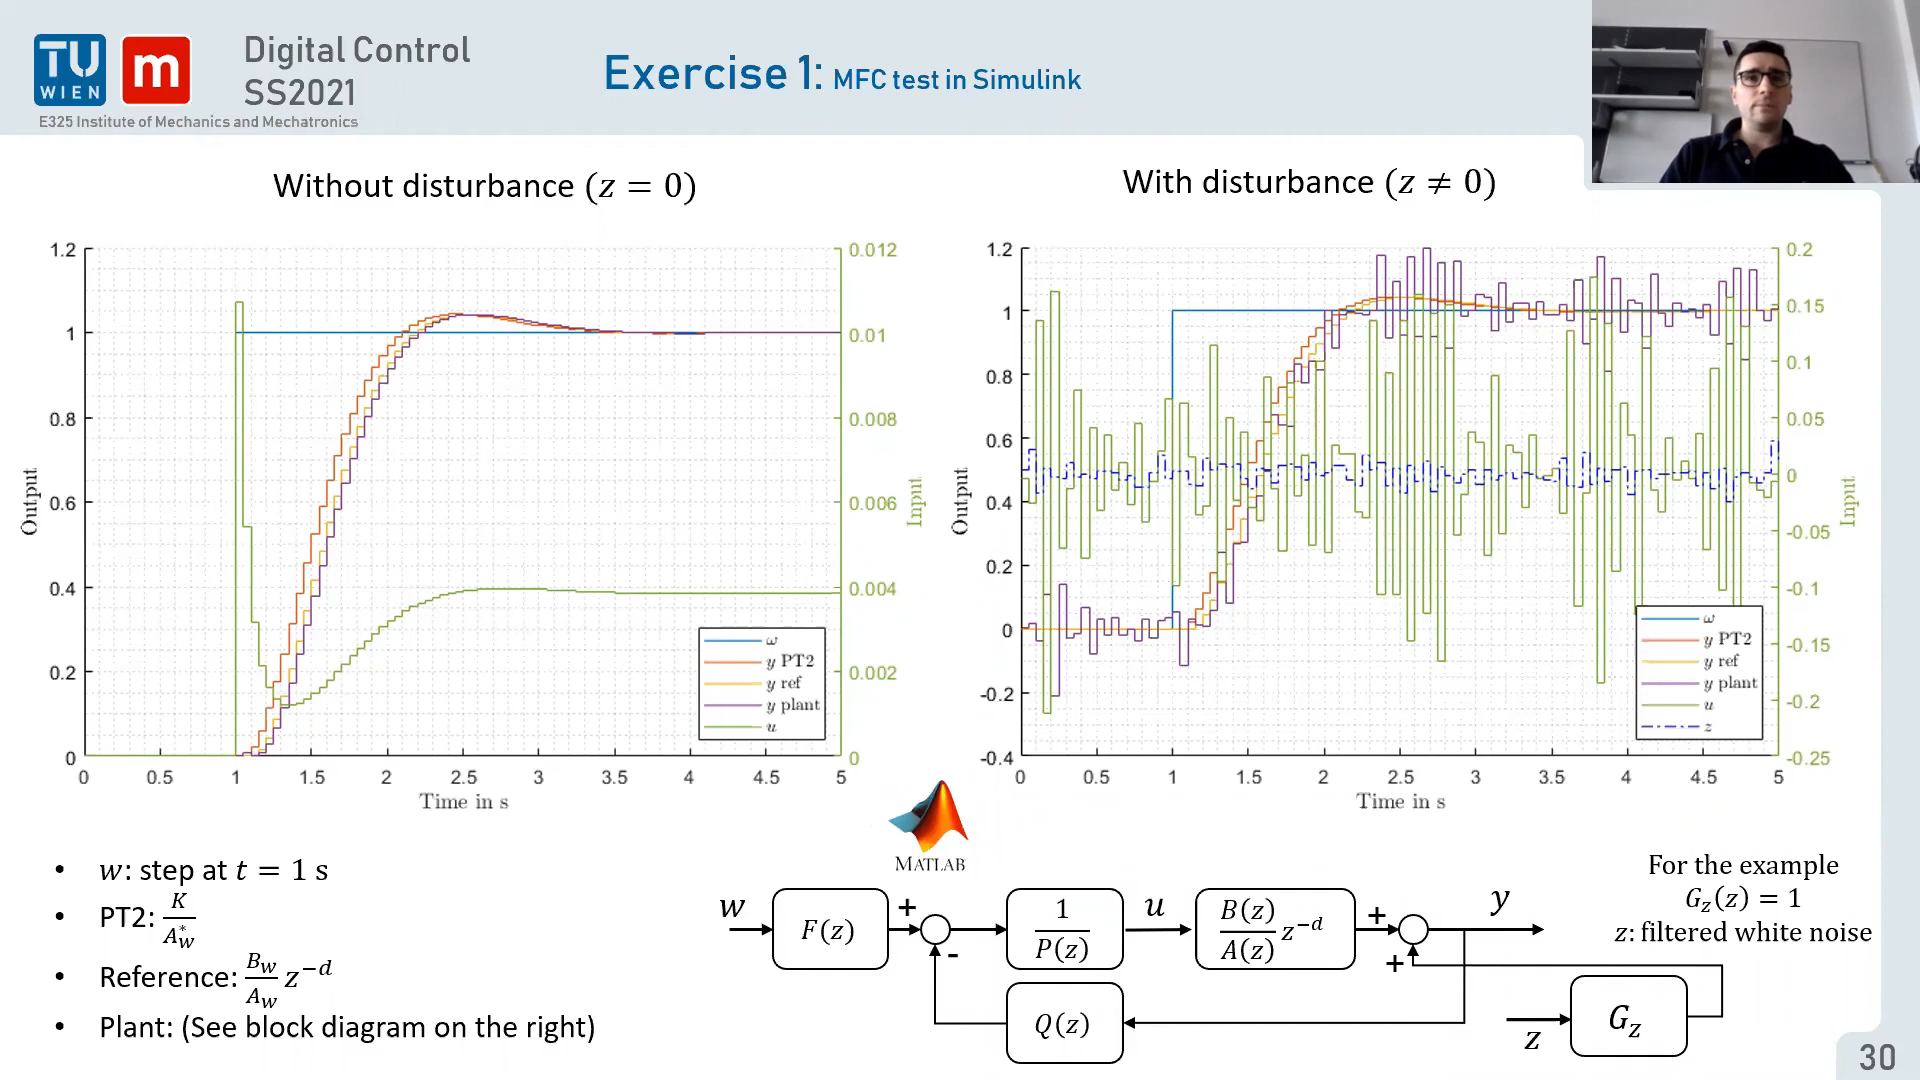 TU
WIEN
m
Digital Control
SS2021
E325 Institute of Mechanics and Mechatronics
Exercise 1: MFC test in Simulink
Without disturbance (z = 0)
1.2
1
0.8
0.6
0.4
0.2
0
Output
0.012
0.01
0.008
0.006
0.004
0.002
0
Input
ω
y PT2
y ref
y plant
u
0 0.5 1 1.5 2 2.5 3 3.5 4 4.5 5
Time in s
With disturbance (z ≠ 0)
1.2
1
0.8
0.6
0.4
0.2
0
-0.2
-0.4
Output
0.2
0.15
0.1
0.05
0
-0.05
-0.1
-0.15
-0.2
-0.25
Input
ω
y PT2
y ref
y plant
u
z
0 0.5 1 1.5 2 2.5 3 3.5 4 4.5 5
Time in s
MATLAB
• w: step at t = 1 s
• PT2: K/A*_w
• Reference: B_w/A_w z^{-d}
• Plant: (See block diagram on the right)
w
F(z)
+
-
1/P(z)
u
B(z)/A(z) z^{-d}
+
+
y
Q(z)
z
G_z
For the example
G_z(z) = 1
z: filtered white noise
30